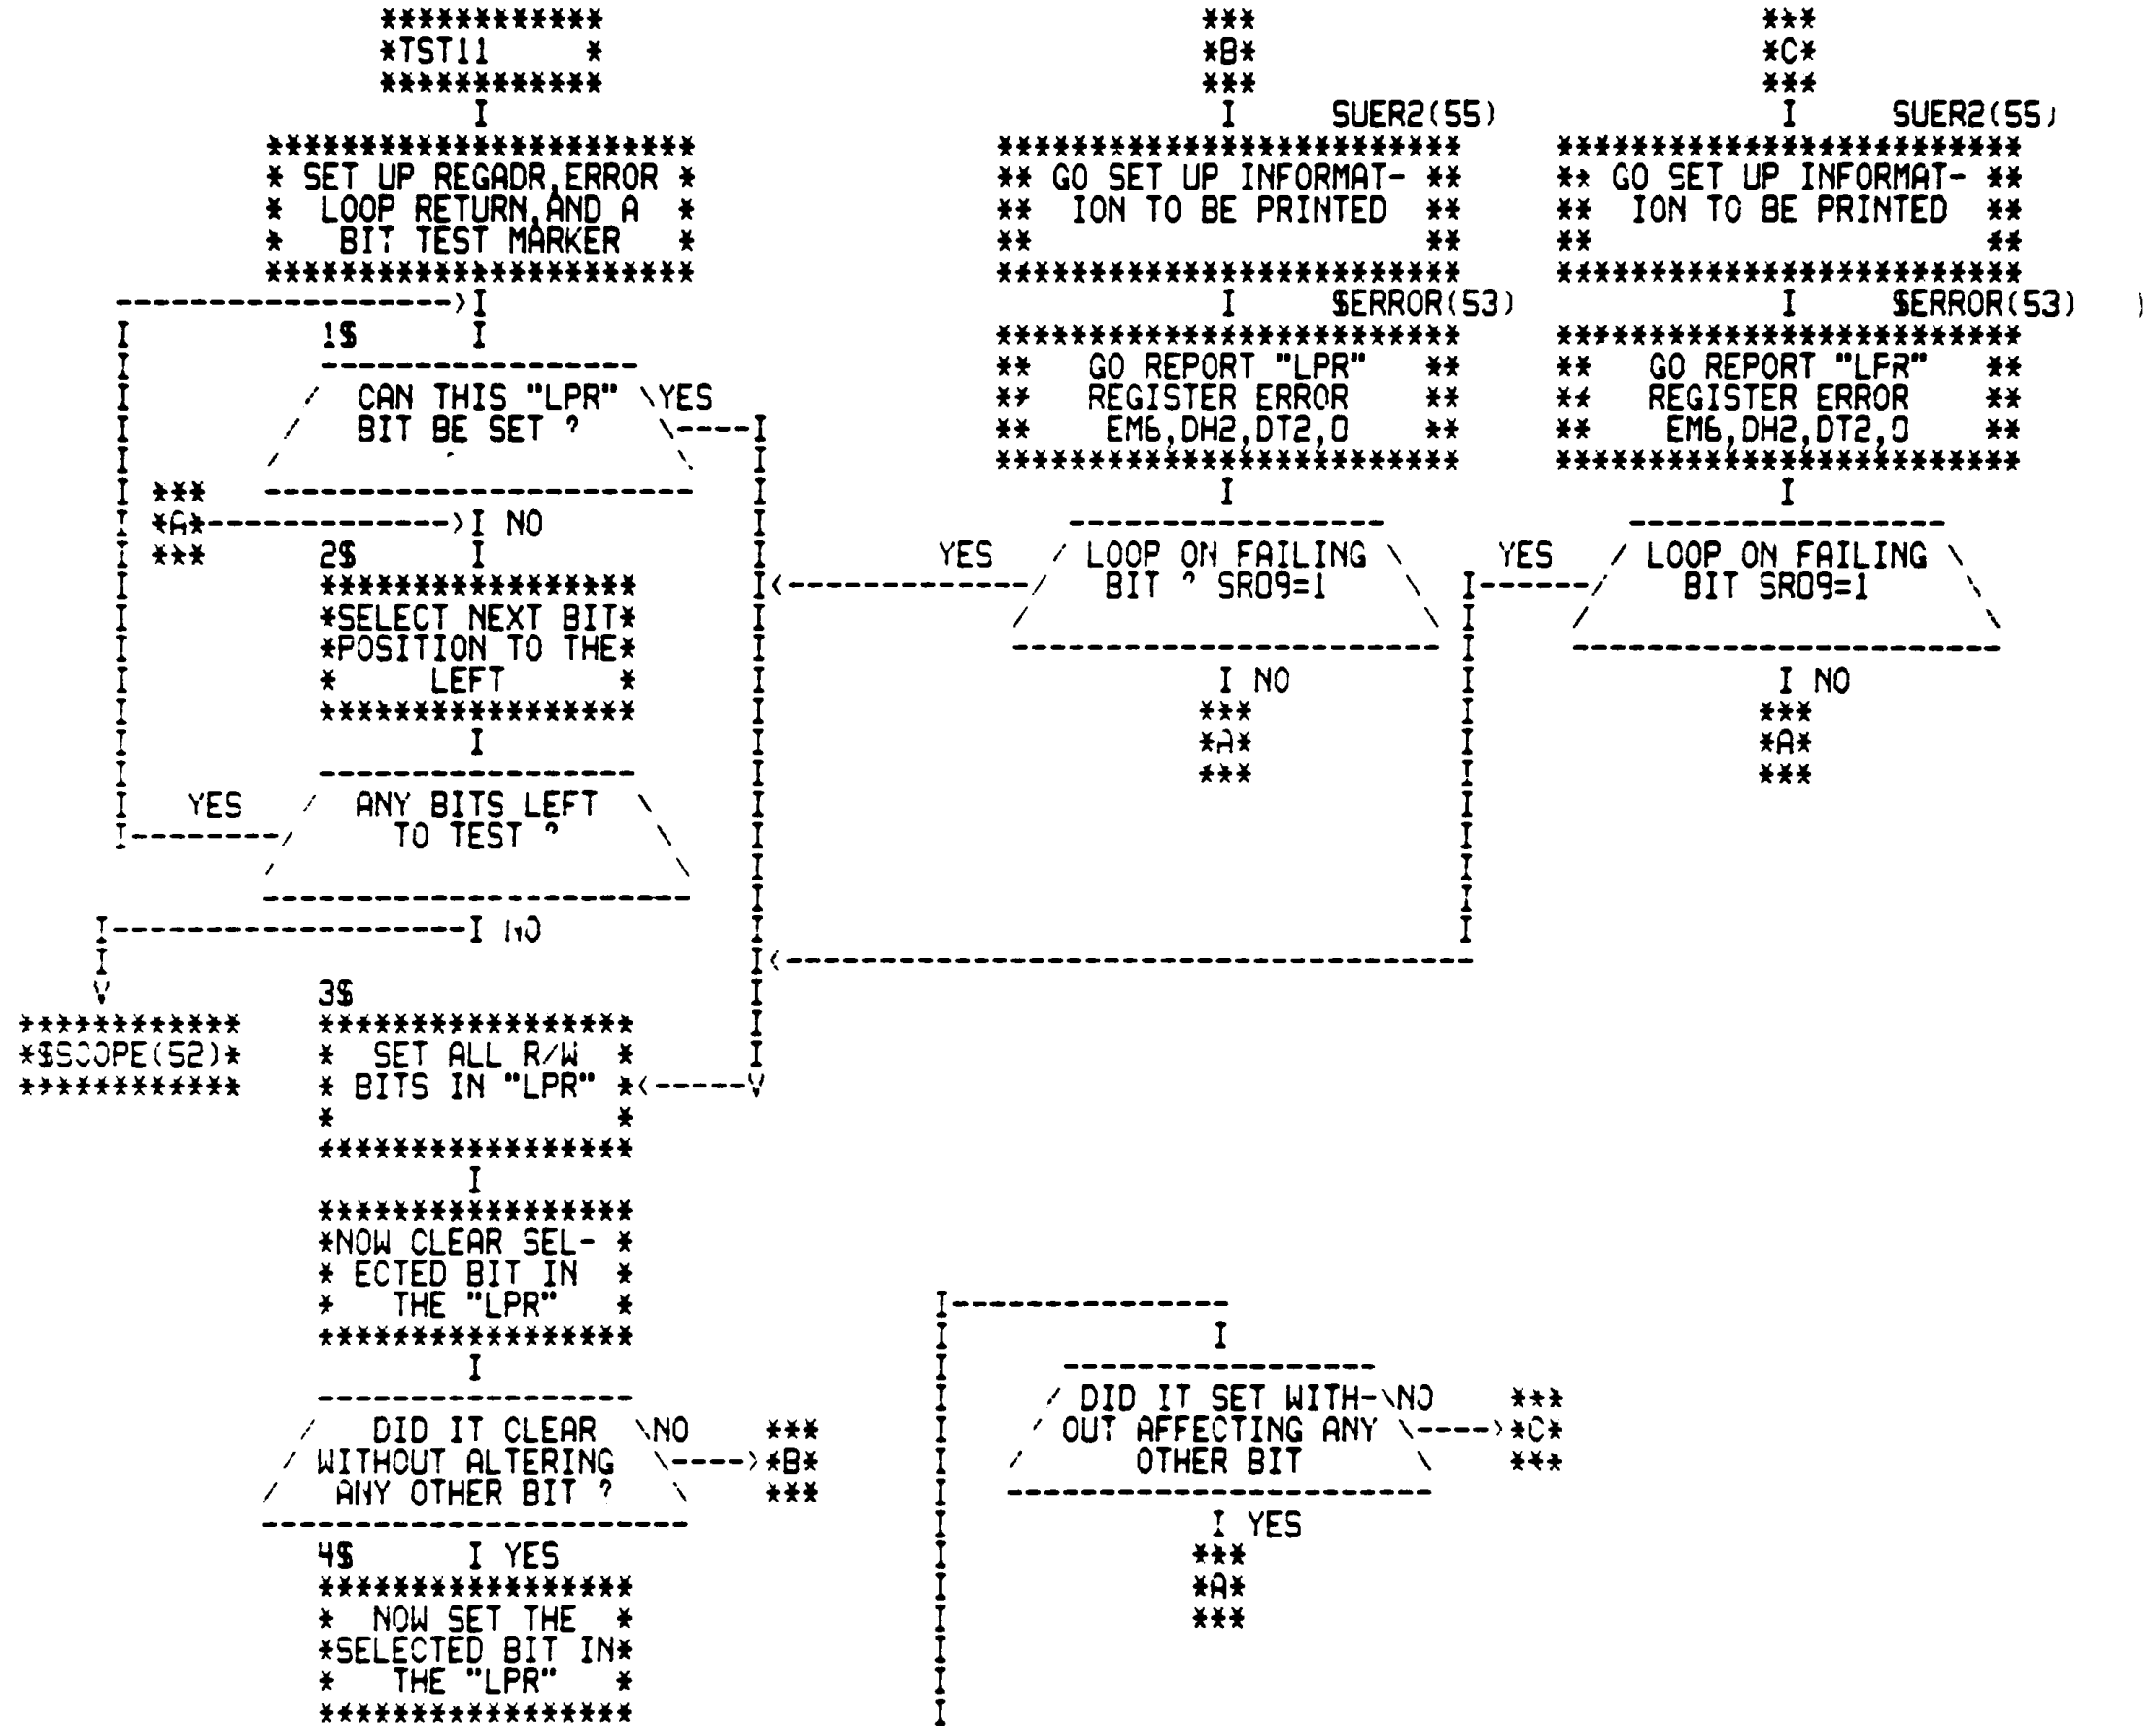 TST11
SET UP REGADR,ERROR
LOOP RETURN,AND A
BIT TEST MARKER
1$
CAN THIS "LPR"
BIT BE SET ?
YES
A
NO
2$
SELECT NEXT BIT
POSITION TO THE
LEFT
ANY BITS LEFT
TO TEST ?
YES
NO
$SCOPE(52)
3$
SET ALL R/W
BITS IN "LPR"
NOW CLEAR SEL-
ECTED BIT IN
THE "LPR"
DID IT CLEAR
WITHOUT ALTERING
ANY OTHER BIT ?
NO
B
4$
YES
NOW SET THE
SELECTED BIT IN
THE "LPR"
B
SUER2(55)
GO SET UP INFORMAT-
ION TO BE PRINTED
$ERROR(53)
GO REPORT "LPR"
REGISTER ERROR
EM6,DH2,DT2,0
LOOP ON FAILING
BIT ? SR09=1
YES
NO
A
DID IT SET WITH-
OUT AFFECTING ANY
OTHER BIT
NO
C
YES
A
C
SUER2(55)
GO SET UP INFORMAT-
ION TO BE PRINTED
$ERROR(53)
GO REPORT "LPR"
REGISTER ERROR
EM6,DH2,DT2,0
LOOP ON FAILING
BIT SR09=1
YES
NO
A